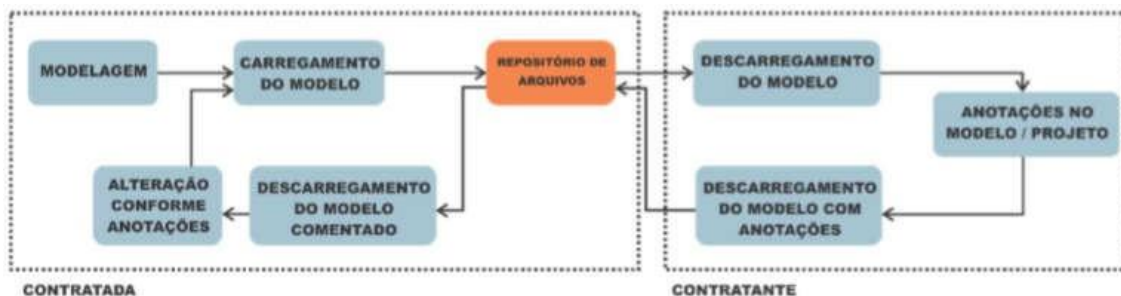 MODELAGEM
CARREGAMENTO
DO MODELO
REPOSITÓRIO DE
ARQUIVOS
DESCARREGAMENTO
DO MODELO
ANOTAÇÕES NO
MODELO / PROJETO
ALTERAÇÃO
CONFORME
ANOTAÇÕES
DESCARREGAMENTO
DO MODELO
COMENTADO
DESCARREGAMENTO
DO MODELO COM
ANOTAÇÕES
CONTRATADA
CONTRATANTE